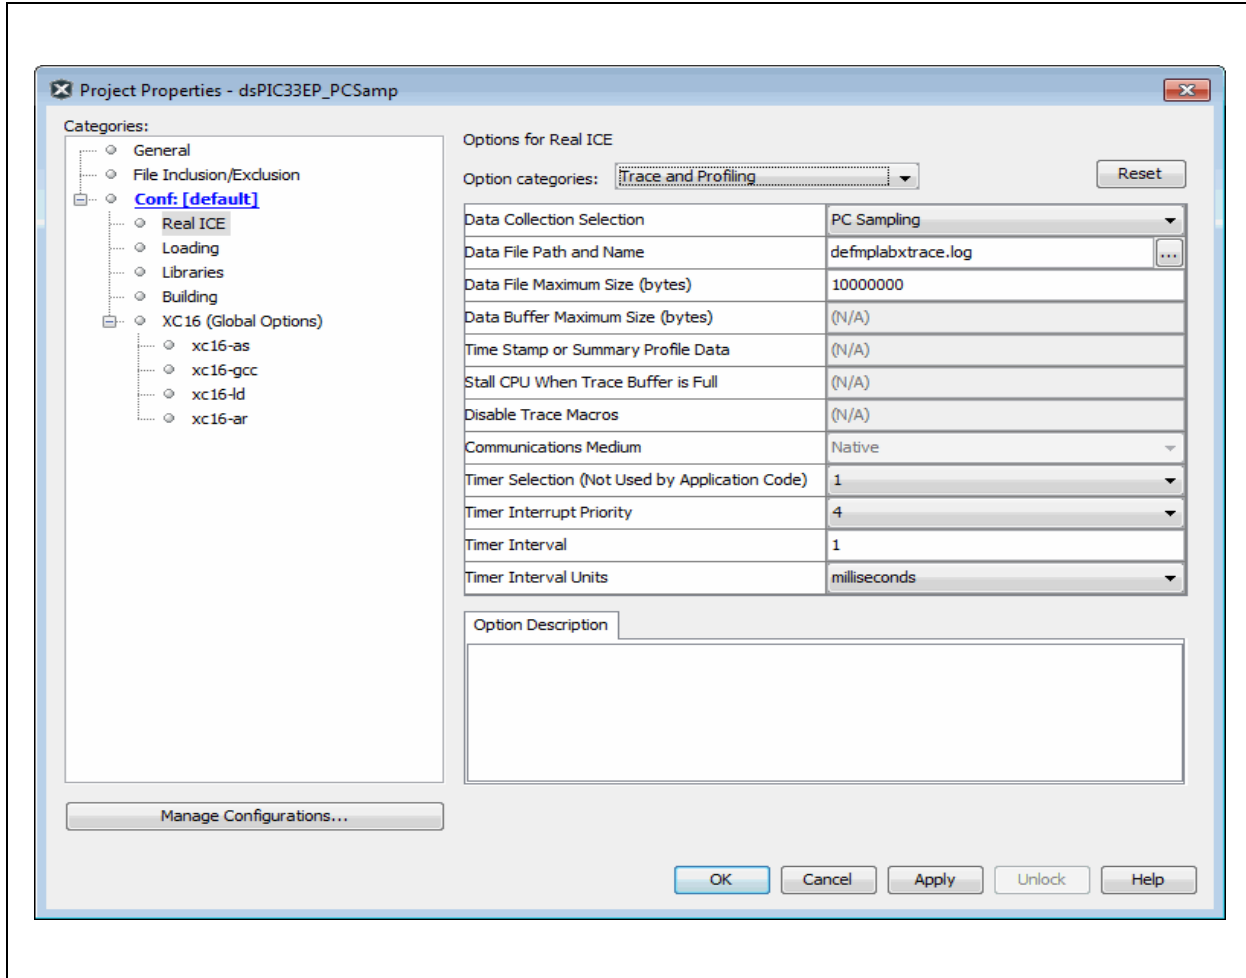 Project Properties - dsPIC33EP_PCSamp
Categories:
General
File Inclusion/Exclusion
Conf: [default]
Real ICE
Loading
Libraries
Building
XC16 (Global Options)
xc16-as
xc16-gcc
xc16-ld
xc16-ar
Manage Configurations...
Options for Real ICE
Option categories: Trace and Profiling Reset
Data Collection Selection PC Sampling
Data File Path and Name defmplabxtrace.log ...
Data File Maximum Size (bytes) 10000000
Data Buffer Maximum Size (bytes) (N/A)
Time Stamp or Summary Profile Data (N/A)
Stall CPU When Trace Buffer is Full (N/A)
Disable Trace Macros (N/A)
Communications Medium Native
Timer Selection (Not Used by Application Code) 1
Timer Interrupt Priority 4
Timer Interval 1
Timer Interval Units milliseconds
Option Description
OK Cancel Apply Unlock Help